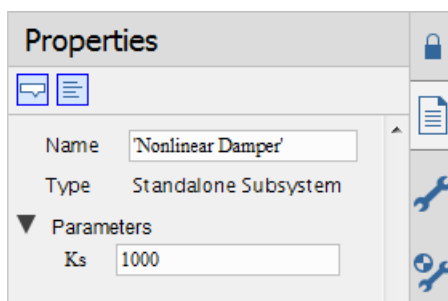 Properties
Name 'Nonlinear Damper'
Type Standalone Subsystem
Parameters
Ks 1000